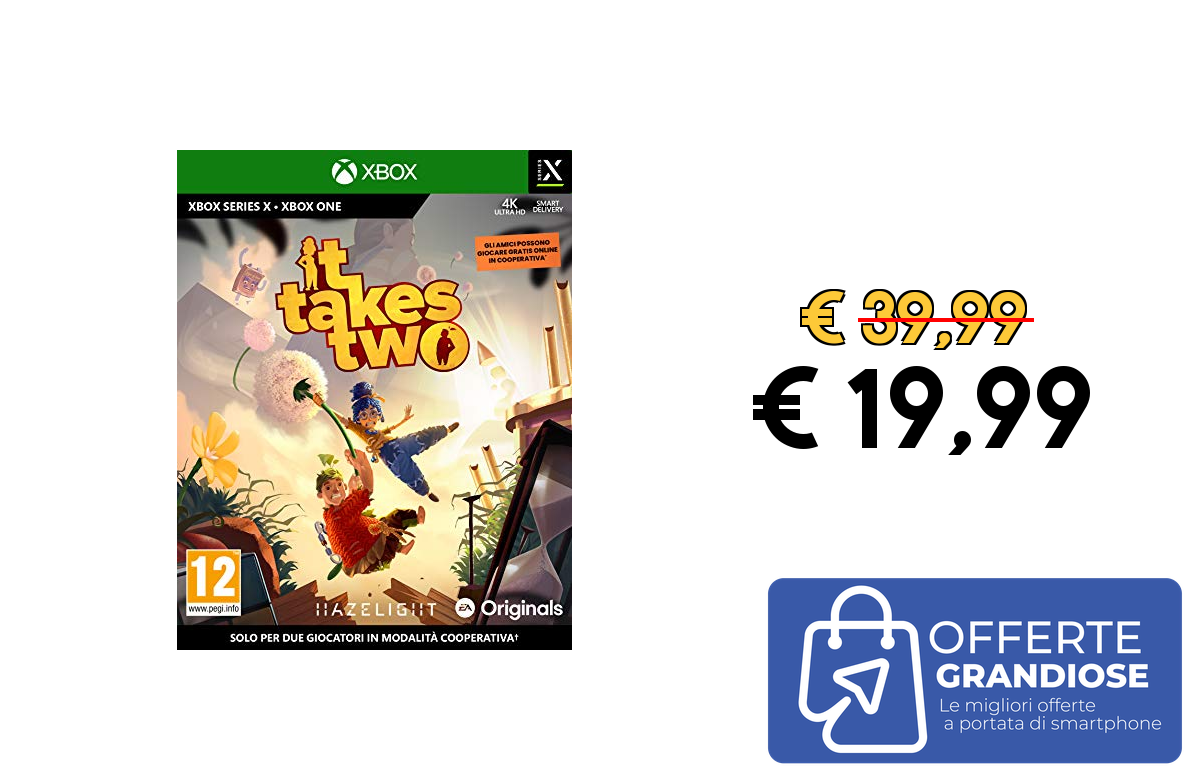 XBOX
SERIES X
XBOX SERIES X • XBOX ONE
4K
ULTRA HD
SMART
DELIVERY
GLI AMICI POSSONO
GIOCARE GRATIS ONLINE
IN COOPERATIVA*
it
takes
two
12
www.pegi.info
HAZELIGHT
EA Originals
SOLO PER DUE GIOCATORI IN MODALITÀ COOPERATIVA†
€ 39,99
€ 19,99
OFFERTE
GRANDIOSE
Le migliori offerte
a portata di smartphone